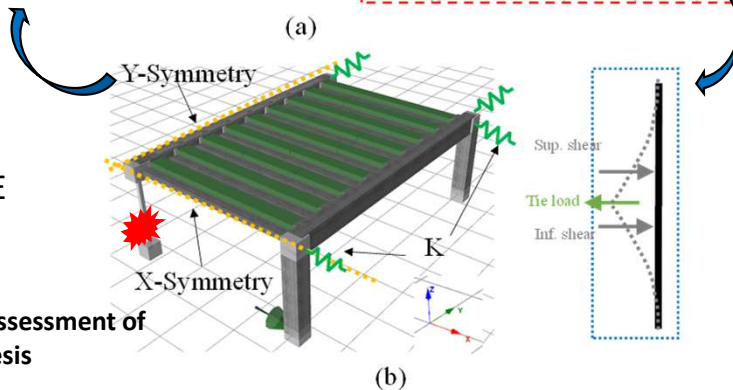 (a)
Y-Symmetry
Sup. shear
E
Tie load
Inf. shear
K
X-Symmetry
Z
Y
X
ssessment of
esis
(b)